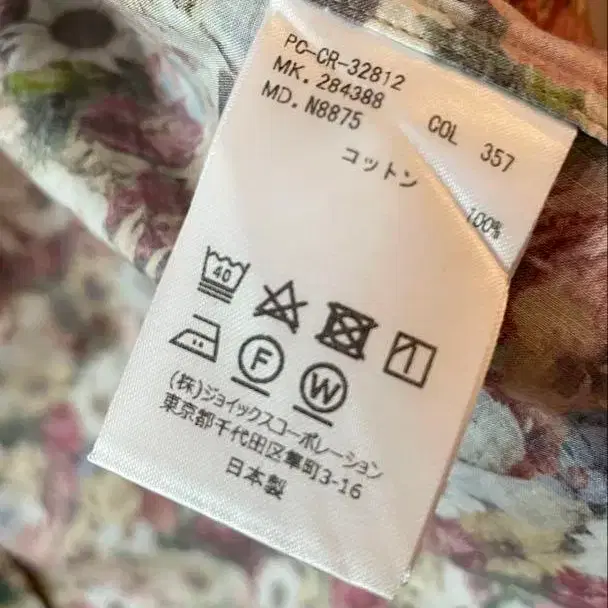 PC-CR-32812
MK. 284388
MD. N8875 COL 357
コットン 100%
40
F W
(株)ジョイックスコーポレーション
東京都千代田区隼町3-16
日本製